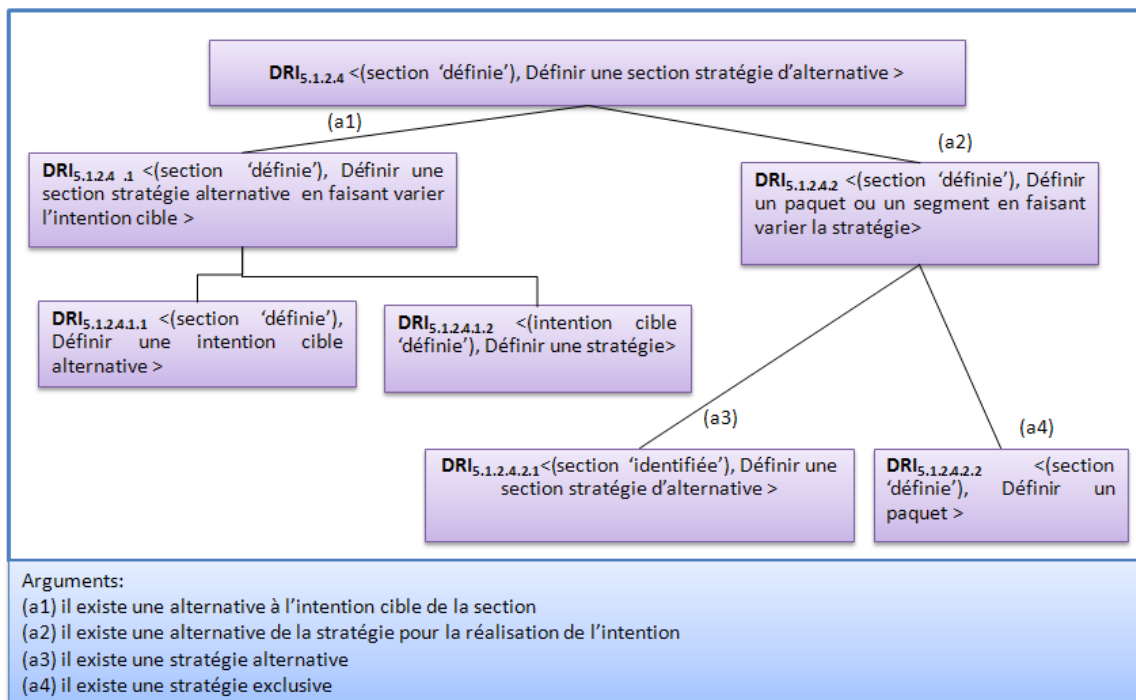 DRI5.1.2.4 <(section ‘définie’), Définir une section stratégie d’alternative >
(a1)
(a2)
DRI5.1.2.4 .1 <(section ‘définie’), Définir une
section stratégie alternative en faisant varier
l’intention cible >
DRI5.1.2.4.2 <(section ‘définie’), Définir
un paquet ou un segment en faisant
varier la stratégie>
DRI5.1.2.4.1.1 <(section ‘définie’),
Définir une intention cible
alternative >
DRI5.1.2.4.1.2 <(intention cible
‘définie’), Définir une stratégie>
(a3)
(a4)
DRI5.1.2.4.2.1<(section ‘identifiée’), Définir une
section stratégie d’alternative >
DRI5.1.2.4.2.2 <(section
‘définie’), Définir un
paquet >
Arguments:
(a1) il existe une alternative à l’intention cible de la section
(a2) il existe une alternative de la stratégie pour la réalisation de l’intention
(a3) il existe une stratégie alternative
(a4) il existe une stratégie exclusive